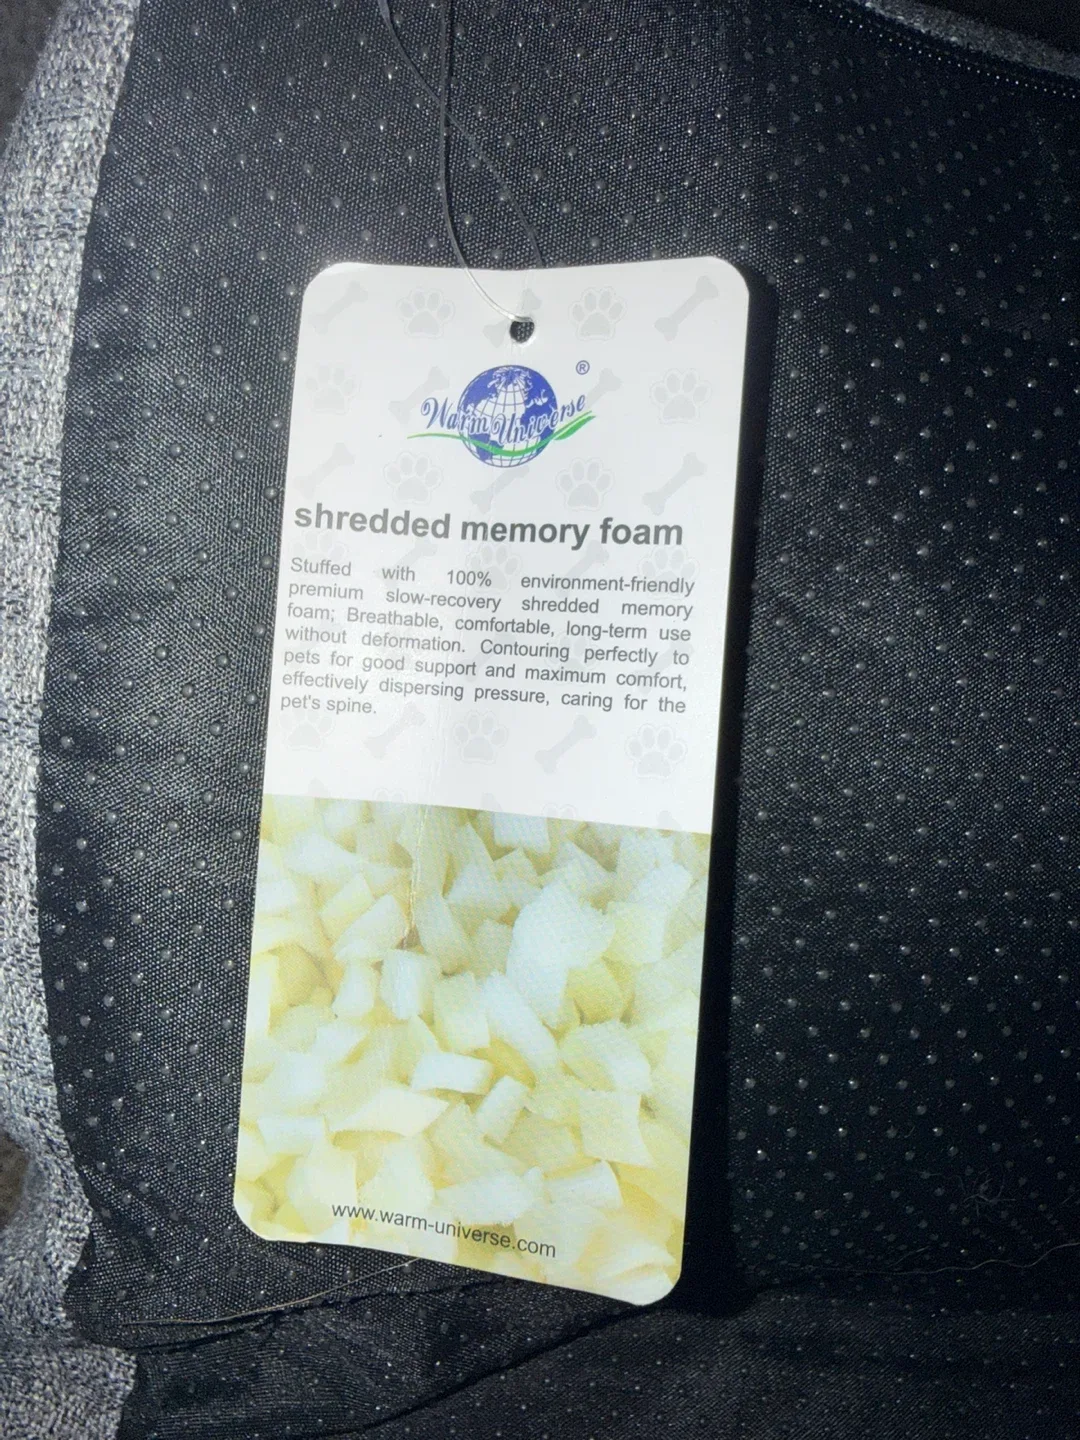 Warm Universe ®
shredded memory foam
Stuffed with 100% environment-friendly
premium slow-recovery shredded memory
foam; Breathable, comfortable, long-term use
without deformation. Contouring perfectly to
pets for good support and maximum comfort,
effectively dispersing pressure, caring for the
pet's spine.
www.warm-universe.com